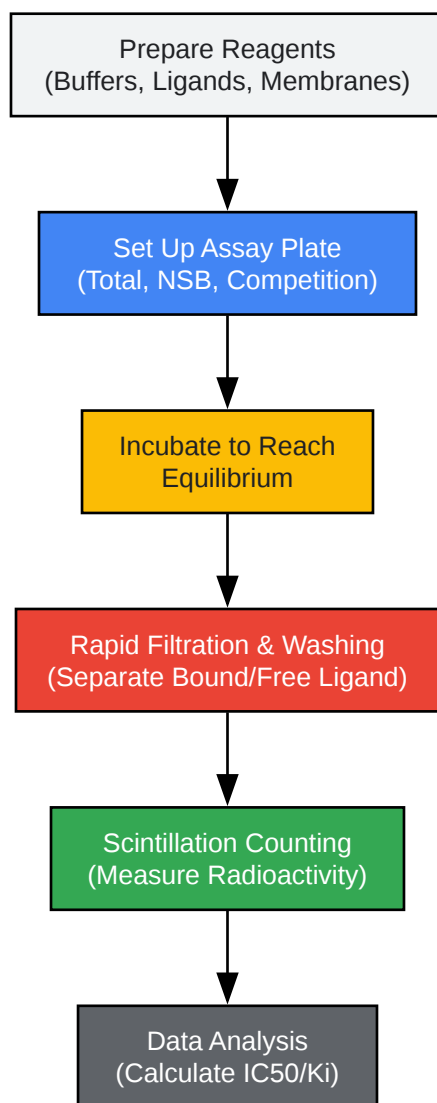 Prepare Reagents
(Buffers, Ligands, Membranes)
Set Up Assay Plate
(Total, NSB, Competition)
Incubate to Reach
Equilibrium
Rapid Filtration & Washing
(Separate Bound/Free Ligand)
Scintillation Counting
(Measure Radioactivity)
Data Analysis
(Calculate IC50/Ki)